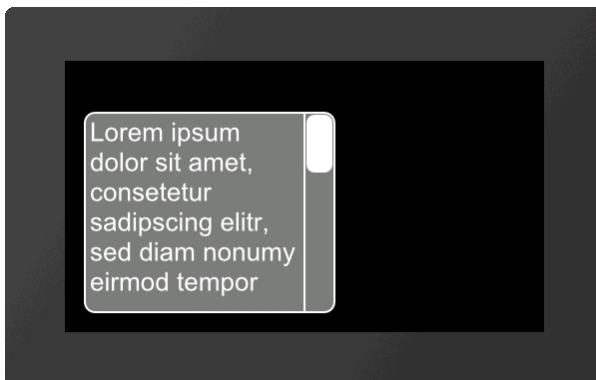 Lorem ipsum
dolor sit amet,
consetetur
sadipscing elitr,
sed diam nonumy
eirmod tempor